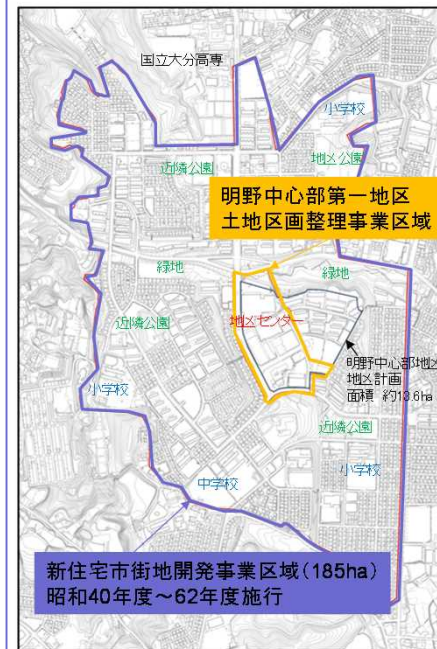 国立大分高専
小学校
近隣公園
地区公園
明野中心部第一地区
土地区画整理事業区域
緑地
緑地
地区センター
近隣公園
明野中心部地区
地区計画
面積 約13.6ha
小学校
近隣公園
中学校
小学校
新住宅市街地開発事業区域(185ha)
昭和40年度～62年度施行